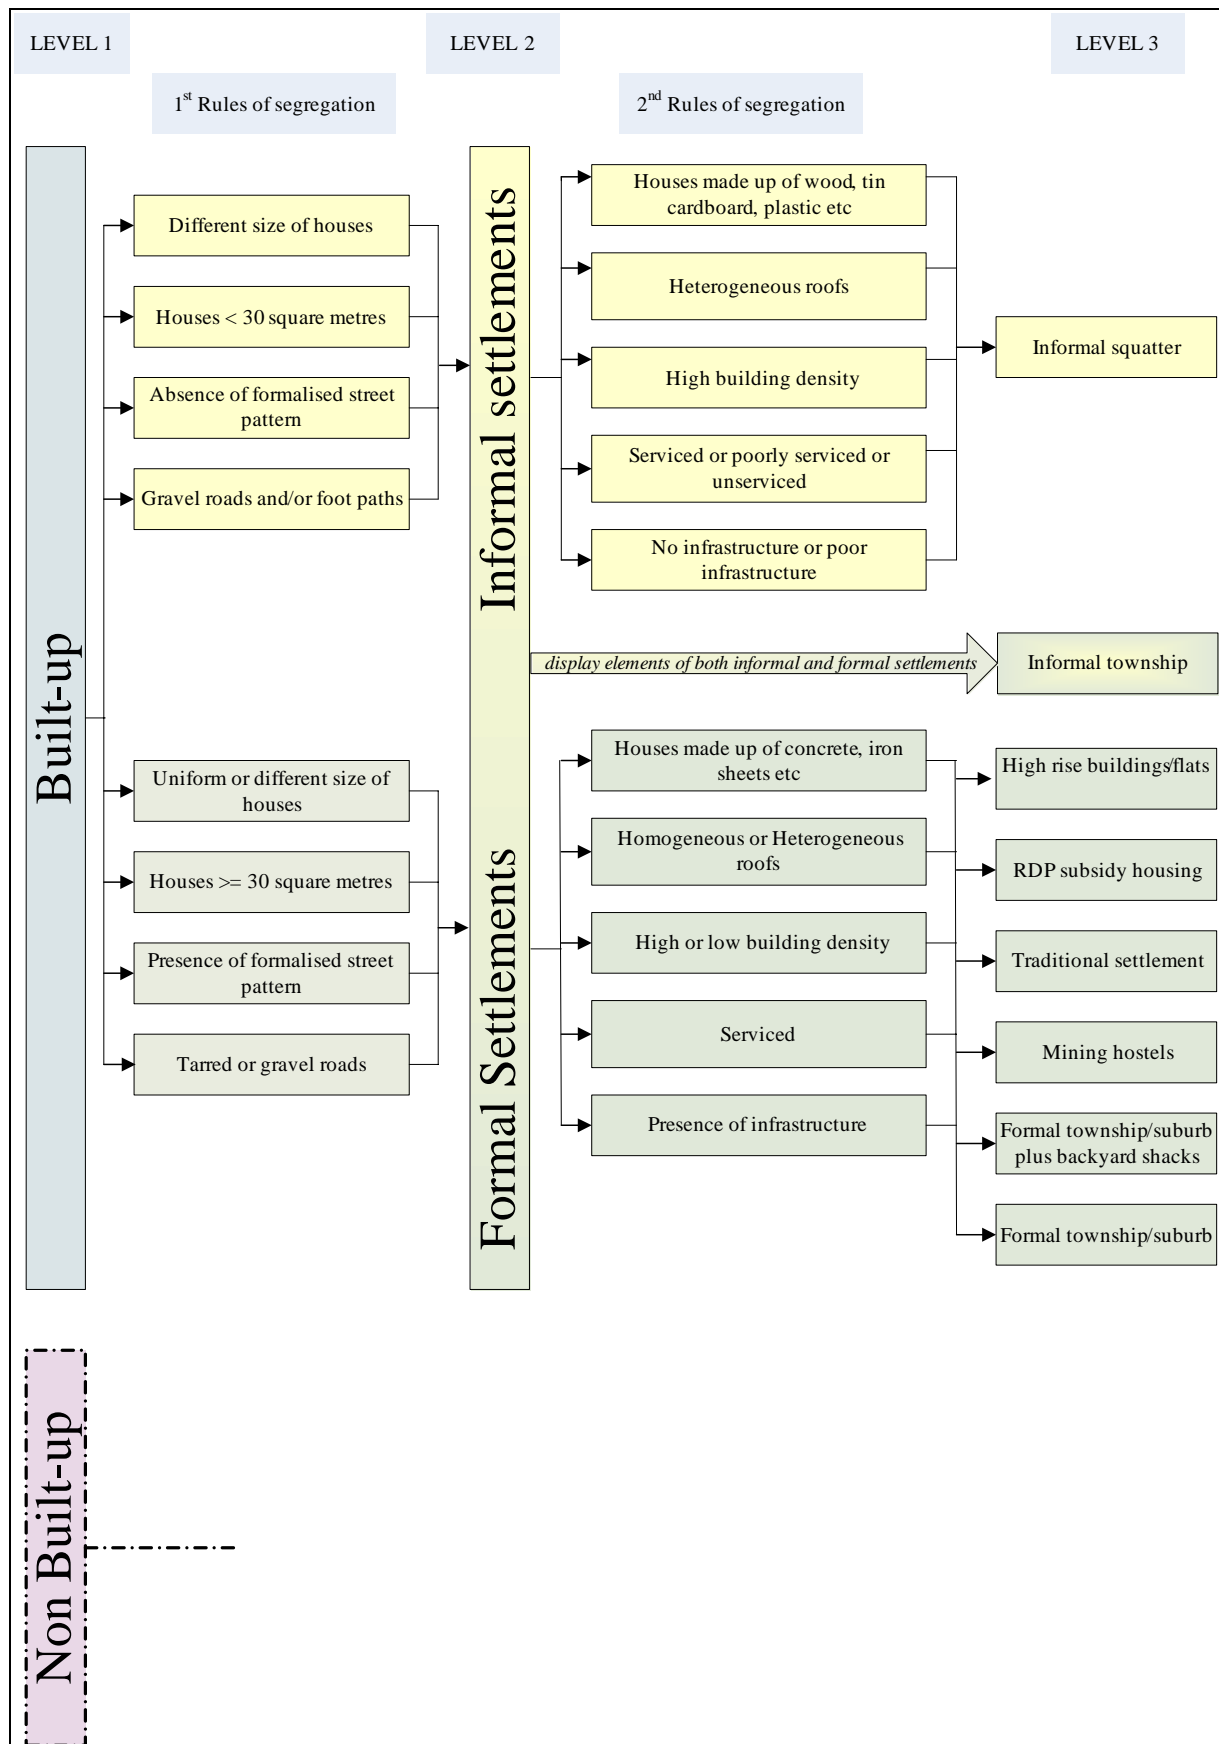 LEVEL 1
LEVEL 2
LEVEL 3
1st Rules of segregation
2nd Rules of segregation
Built-up
Different size of houses
Houses < 30 square metres
Absence of formalised street
pattern
Gravel roads and/or foot paths
Uniform or different size of
houses
Houses >= 30 square metres
Presence of formalised street
pattern
Tarred or gravel roads
Informal settlements
Formal Settlements
Houses made up of wood, tin
cardboard, plastic etc
Heterogeneous roofs
High building density
Serviced or poorly serviced or
unserviced
No infrastructure or poor
infrastructure
Informal squatter
display elements of both informal and formal settlements
Informal township
Houses made up of concrete, iron
sheets etc
Homogeneous or Heterogeneous
roofs
High or low building density
Serviced
Presence of infrastructure
High rise buildings/flats
RDP subsidy housing
Traditional settlement
Mining hostels
Formal township/suburb
plus backyard shacks
Formal township/suburb
Non Built-up